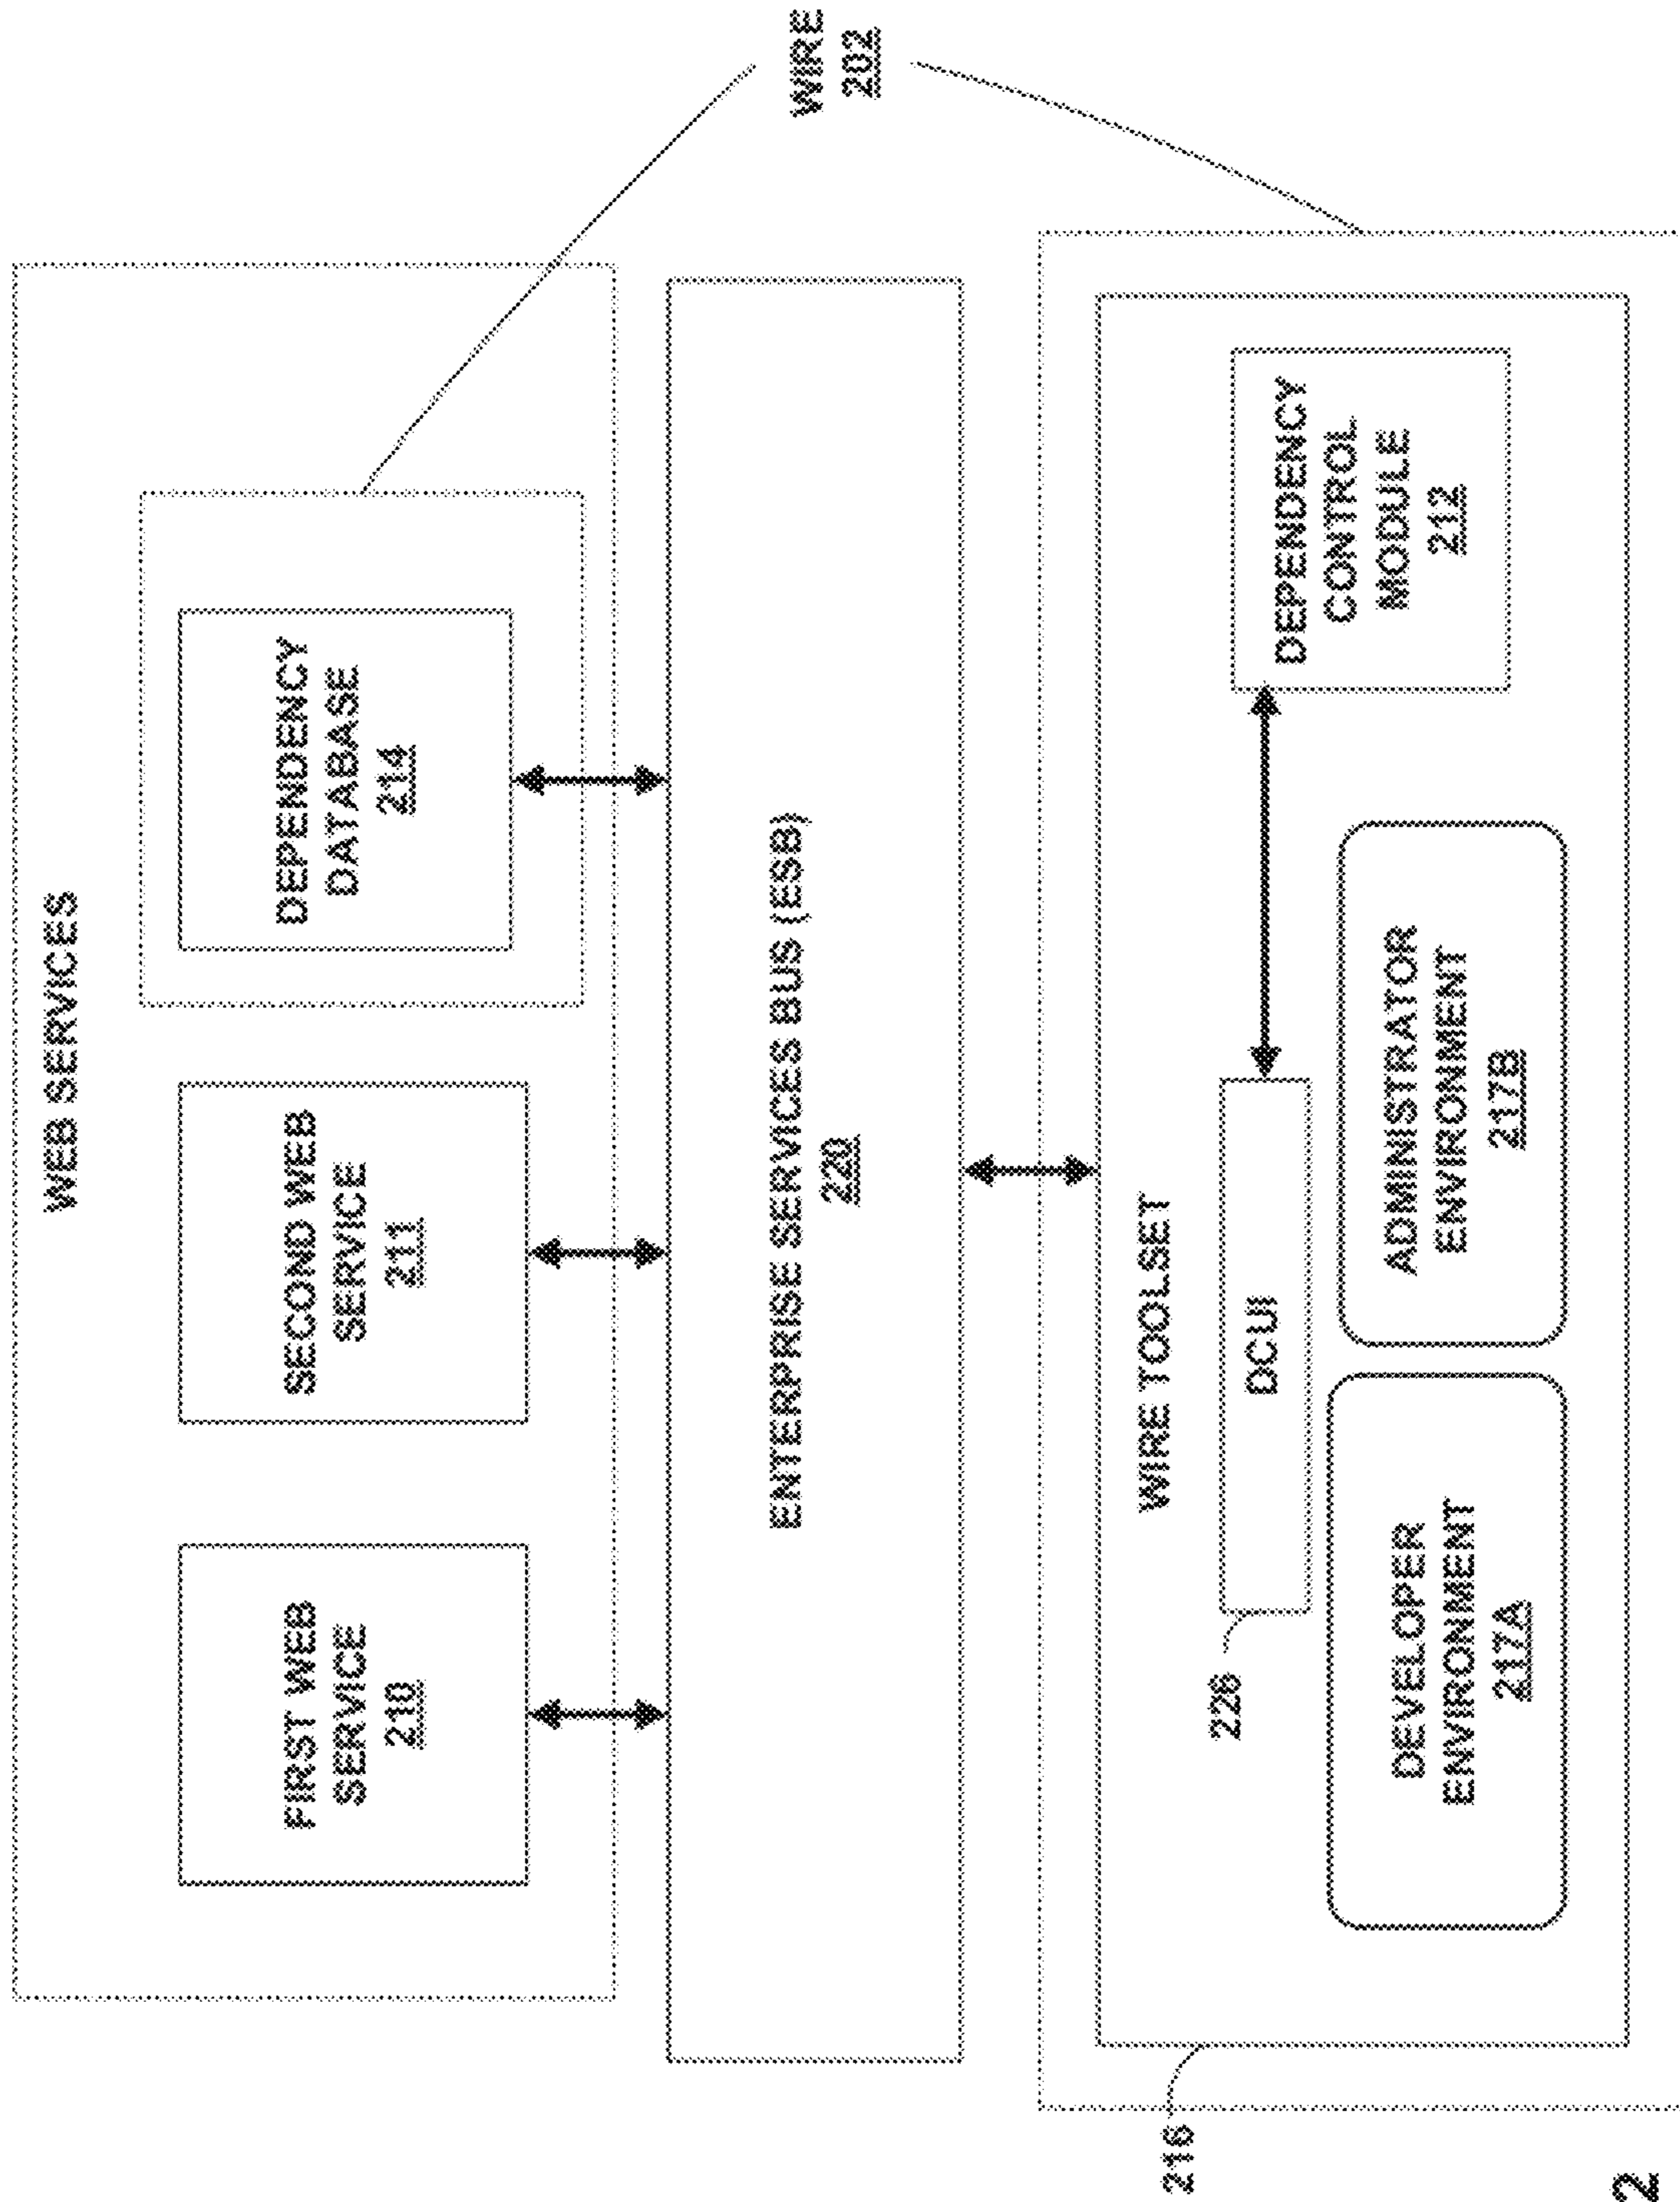 WEB SERVICES
FIRST WEB
SERVICE
210
SECOND WEB
SERVICE
211
DEPENDENCY
DATABASE
214
WIRE
202
ENTERPRISE SERVICES BUS (ESB)
220
216
WIRE TOOLSET
226
DCUI
DEPENDENCY
CONTROL
MODULE
212
DEVELOPER
ENVIRONMENT
217A
ADMINISTRATOR
ENVIRONMENT
217B
2